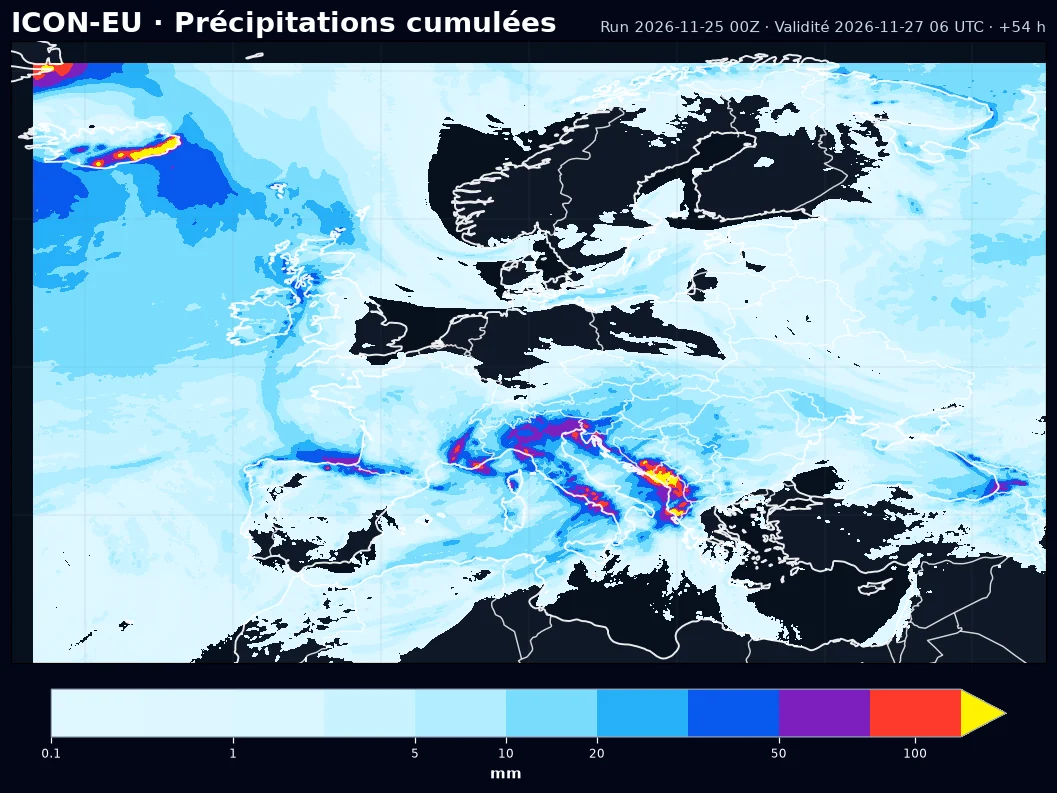 ICON-EU · Précipitations cumulées
Run 2026-11-25 00Z · Validité 2026-11-27 06 UTC · +54 h
0.1 1 5 10 20 50 100
mm